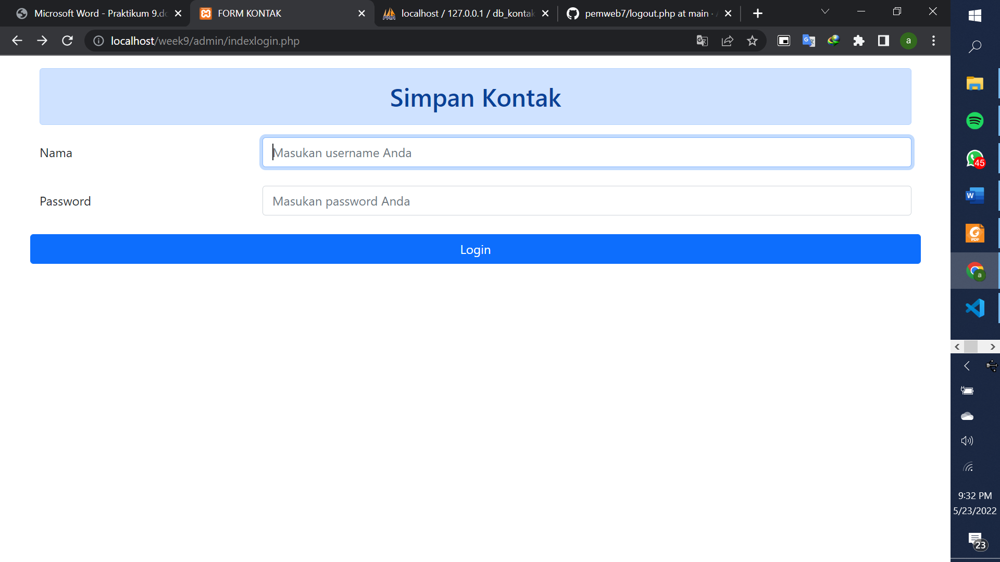 Microsoft Word - Praktikum 9.dc
FORM KONTAK
localhost / 127.0.0.1 / db_kontak
pemweb7/logout.php at main ·
localhost/week9/admin/indexlogin.php
a
Simpan Kontak
Nama
Masukan username Anda
Password
Masukan password Anda
Login
45
W
PDF
a
9:32 PM
5/23/2022
23